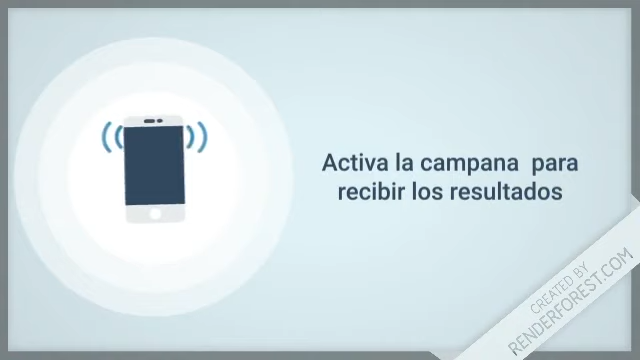 Activa la campana para
recibir los resultados
CREATED BY
RENDERFOREST.COM